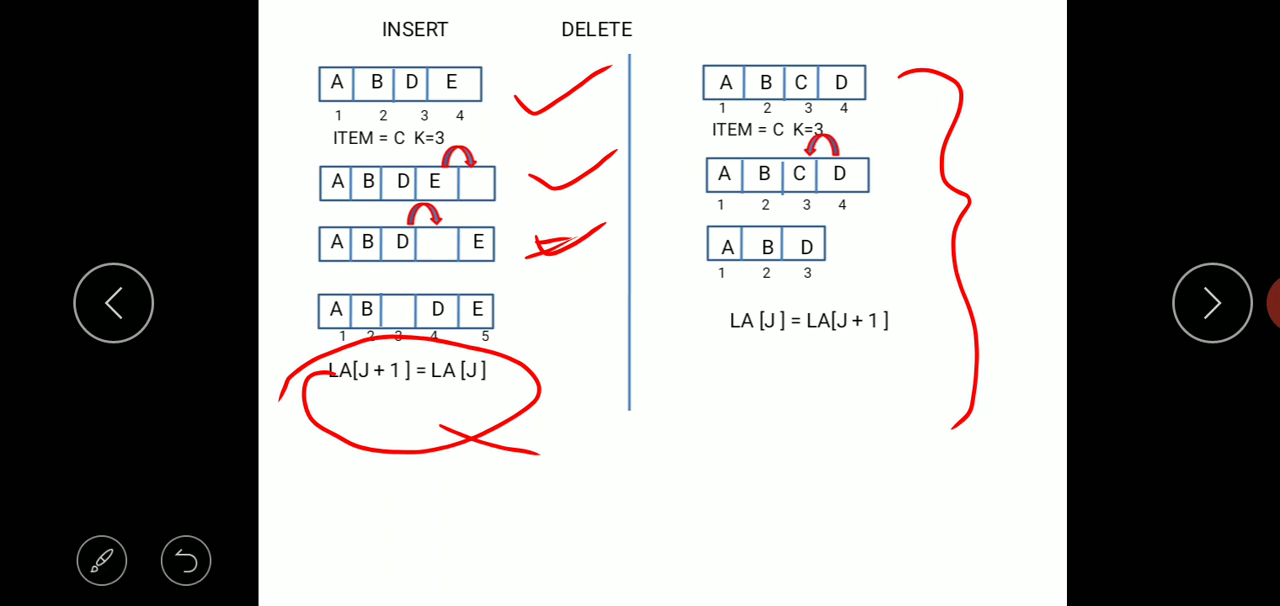 INSERT
DELETE
A B D E
1 2 3 4
ITEM = C K=3
A B D E
A B D E
A B D E
1 2 3 4 5
LA[J + 1 ] = LA [J ]
A B C D
1 2 3 4
ITEM = C K=3
A B C D
1 2 3 4
A B D
1 2 3
LA [J ] = LA[J + 1 ]